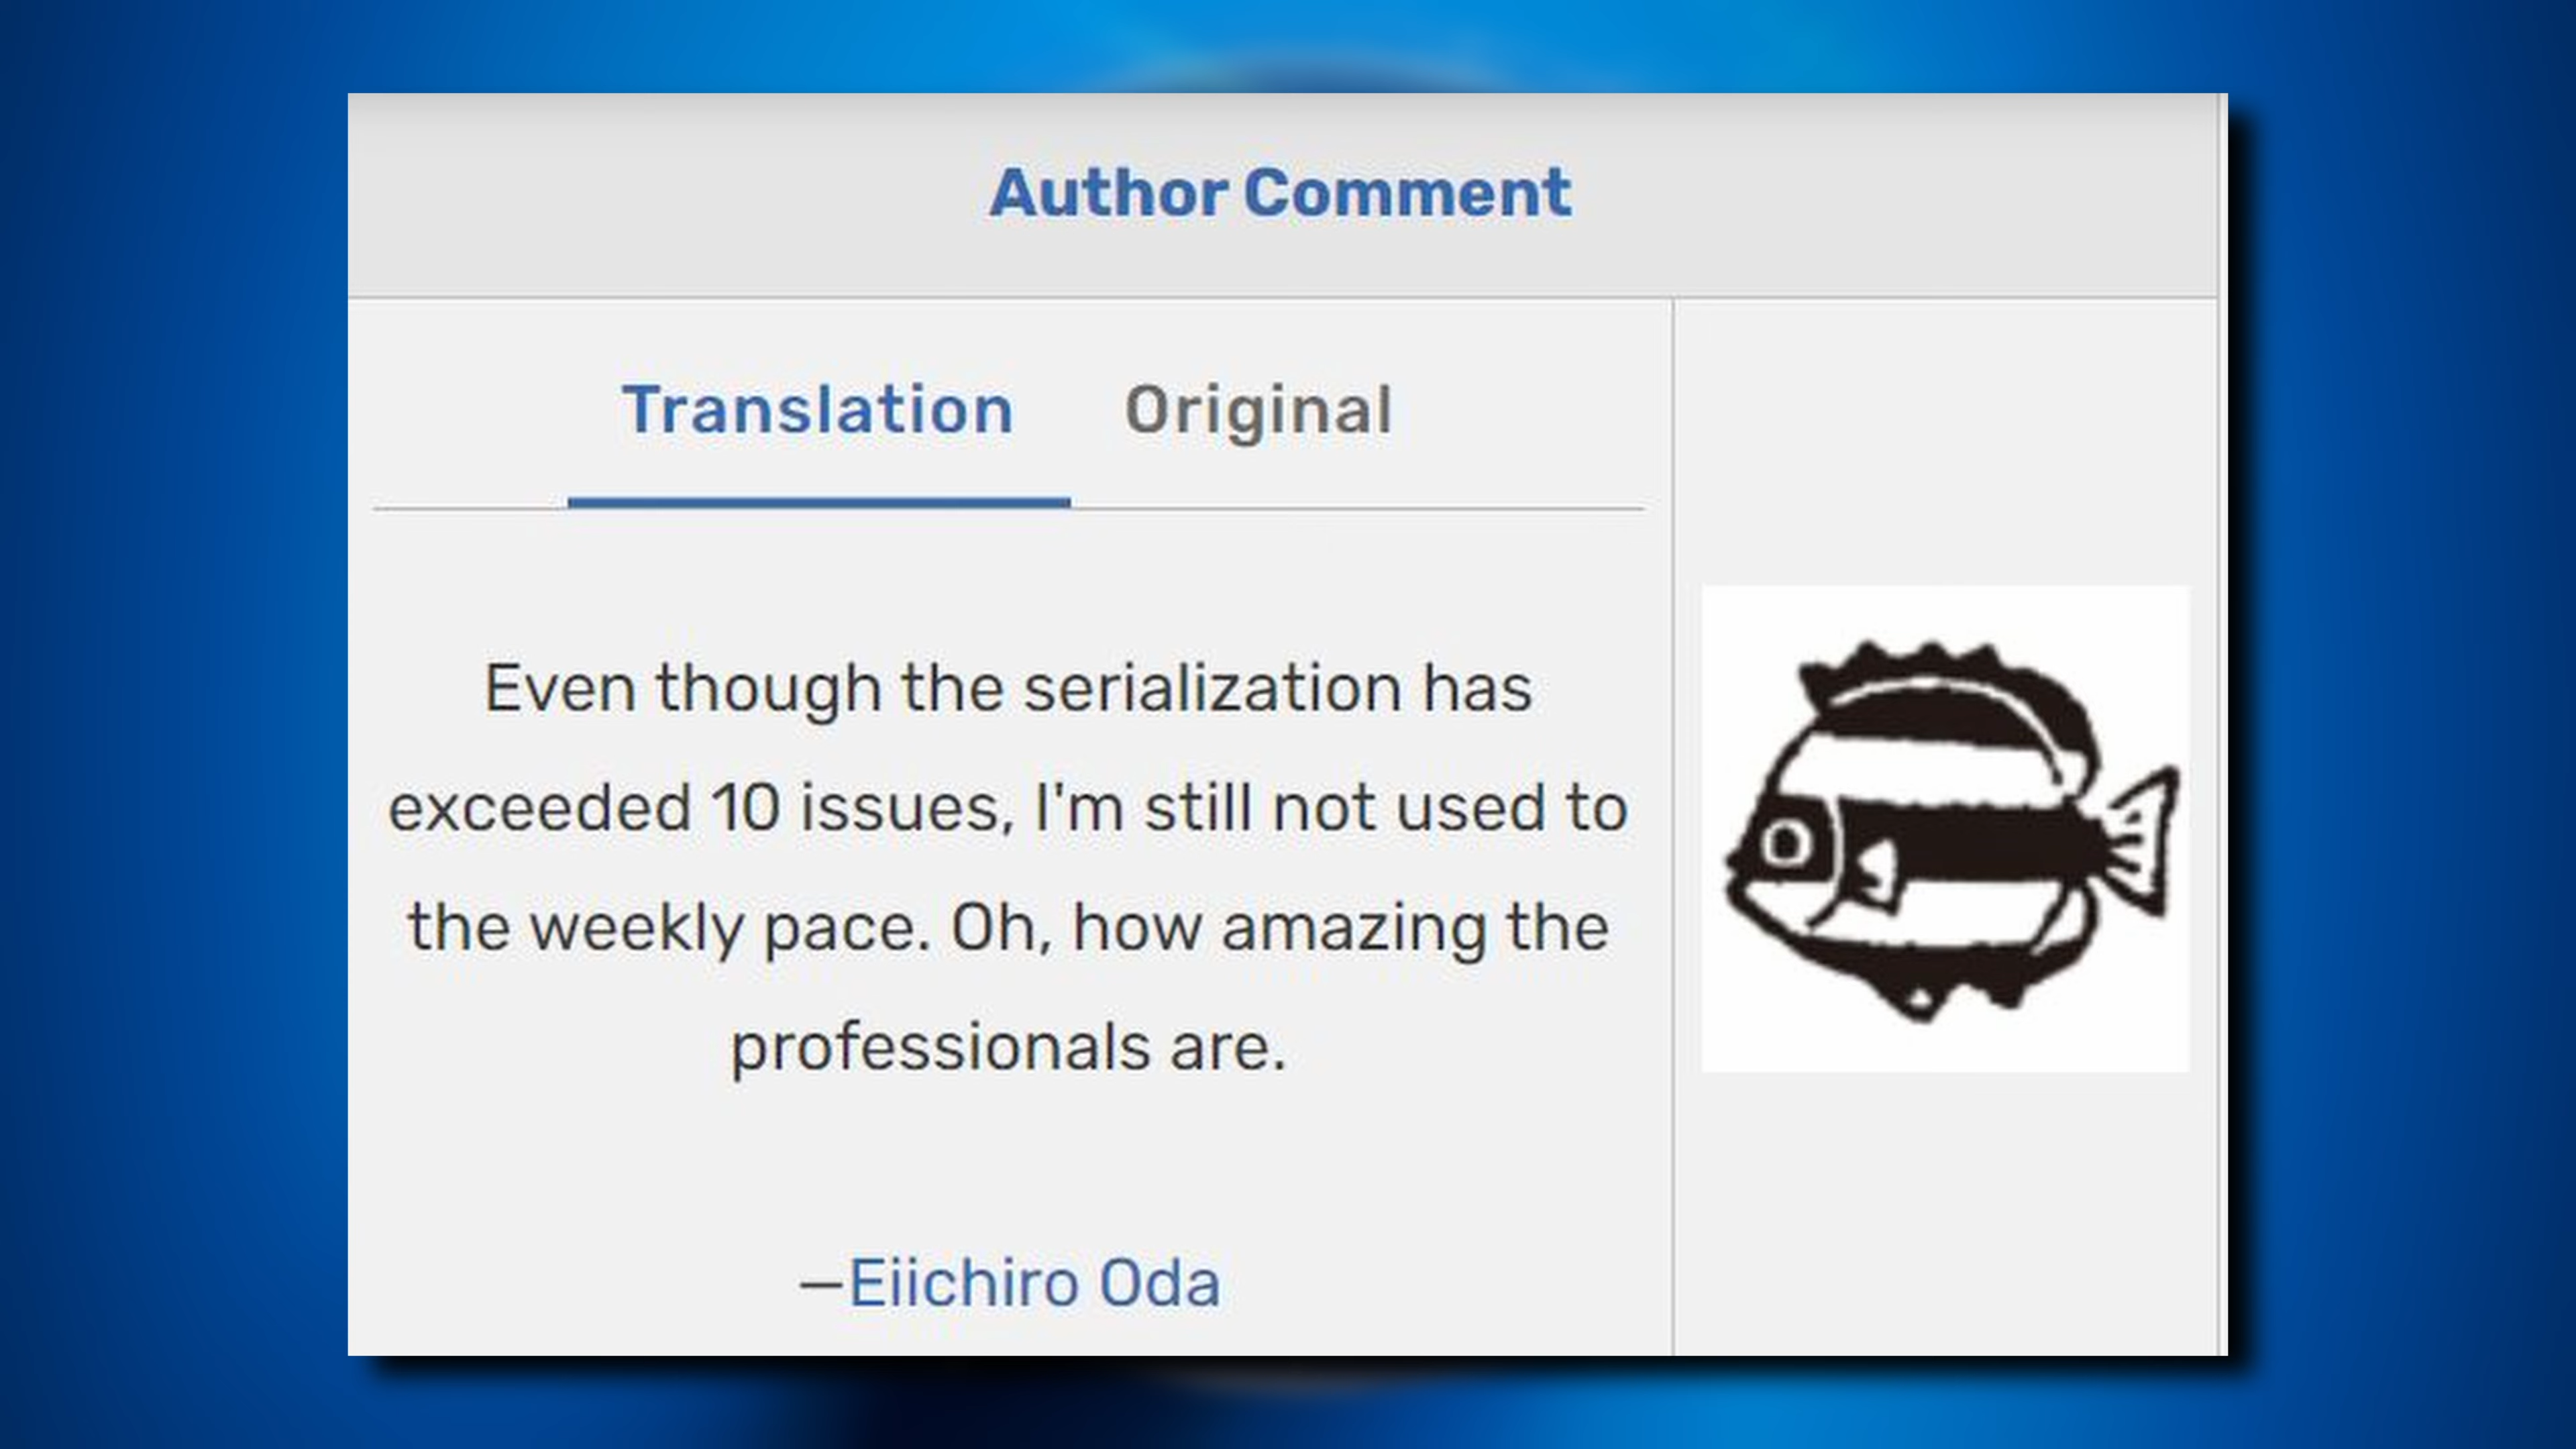 Author Comment
Translation Original
Even though the serialization has
exceeded 10 issues, I'm still not used to
the weekly pace. Oh, how amazing the
professionals are.
—Eiichiro Oda